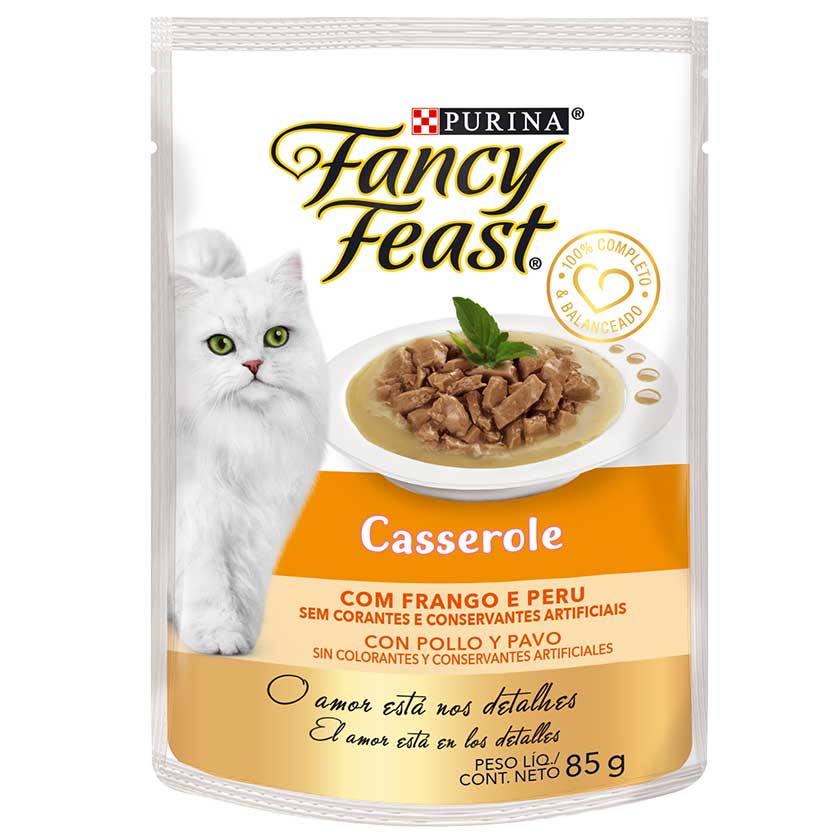 PURINA®
Fancy
Feast®
100% COMPLETO
& BALANCEADO
Casserole
COM FRANGO E PERU
SEM CORANTES E CONSERVANTES ARTIFICIAIS
CON POLLO Y PAVO
SIN COLORANTES Y CONSERVANTES ARTIFICIALES
O amor está nos detalhes
El amor está en los detalles
PESO LÍQ./
CONT. NETO 85 g